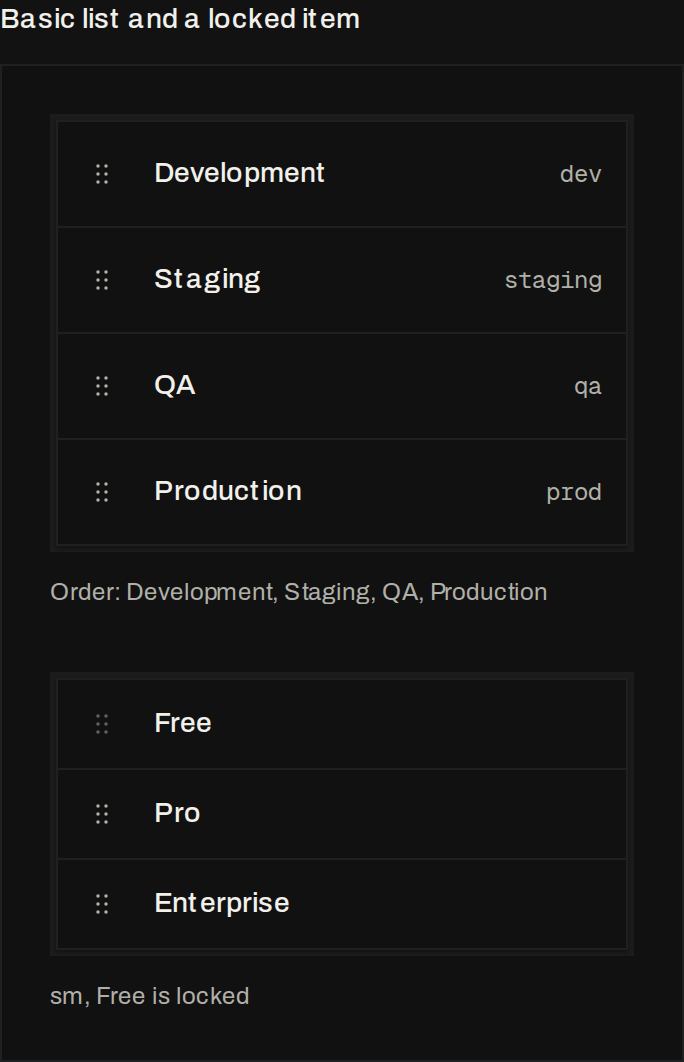 Basic list and a locked item
Development dev
Staging staging
QA qa
Production prod
Order: Development, Staging, QA, Production
Free
Pro
Enterprise
sm, Free is locked